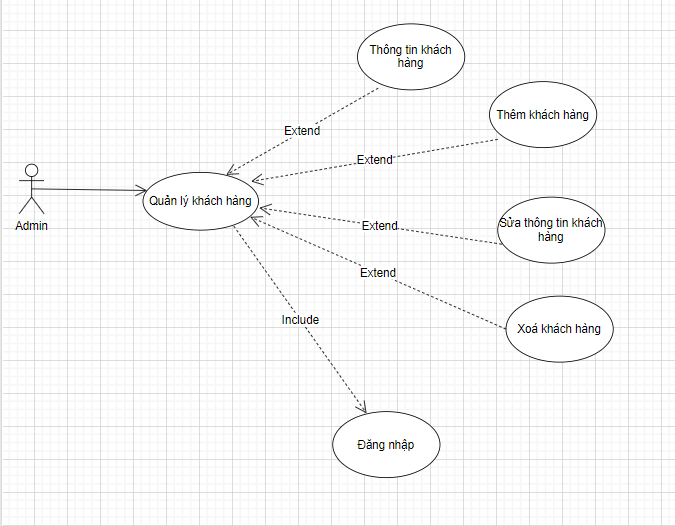 Thông tin khách
hàng
Thêm khách hàng
Extend
Extend
Quản lý khách hàng
Admin
Sửa thông tin khách
hàng
Extend
Extend
Xoá khách hàng
Include
Đăng nhập